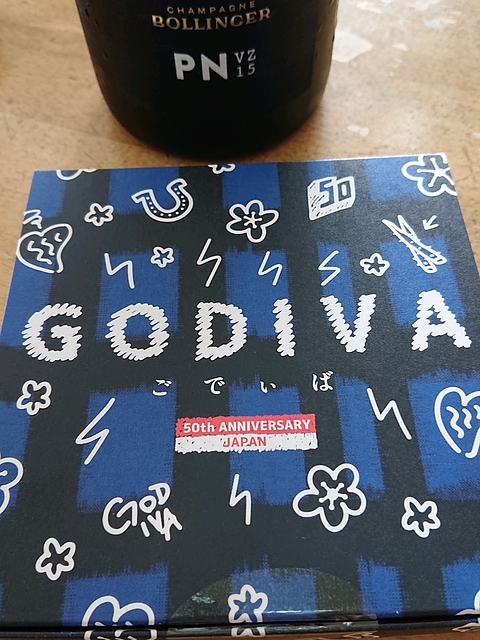 CHAMPAGNE
BOLLINGER
PN VZ
15
50
GODIVA
ごでぃば
50th ANNIVERSARY
JAPAN
GODIVA